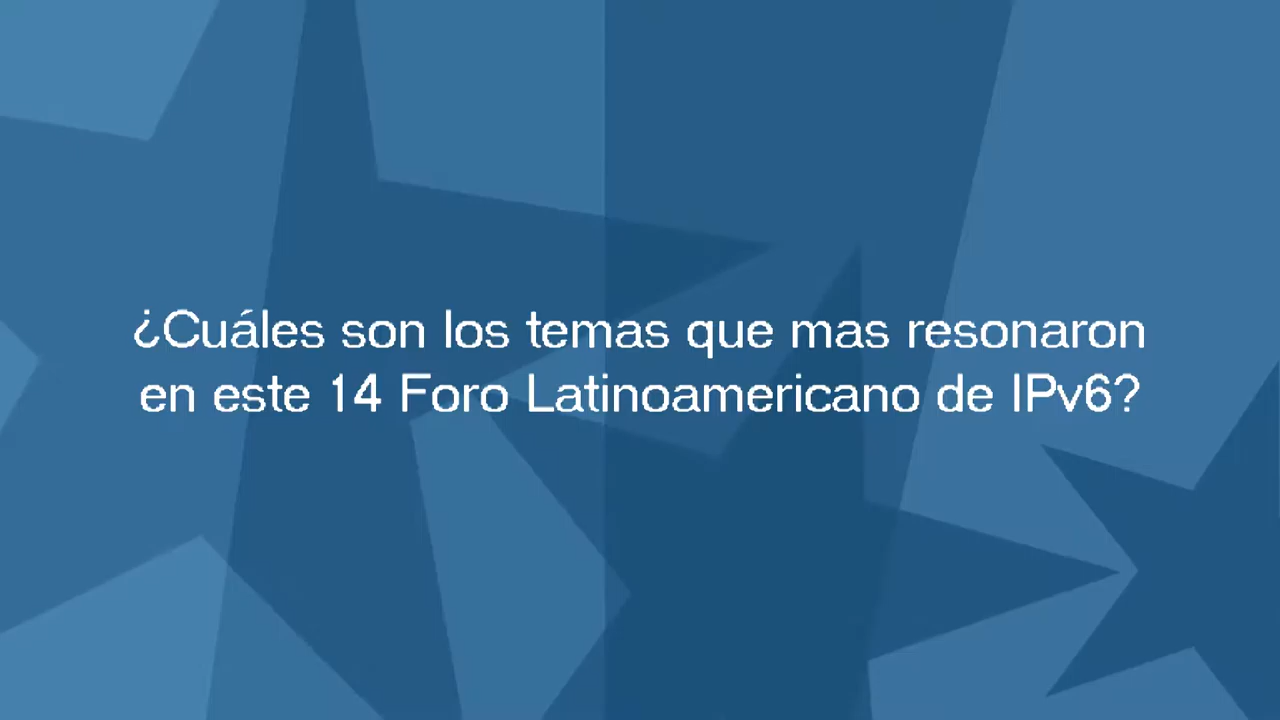 ¿Cuáles son los temas que mas resonaron
en este 14 Foro Latinoamericano de IPv6?